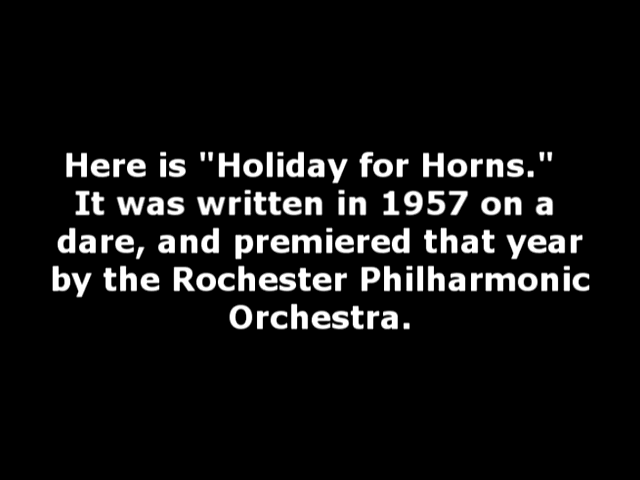 Here is "Holiday for Horns."
It was written in 1957 on a
dare, and premiered that year
by the Rochester Philharmonic
Orchestra.